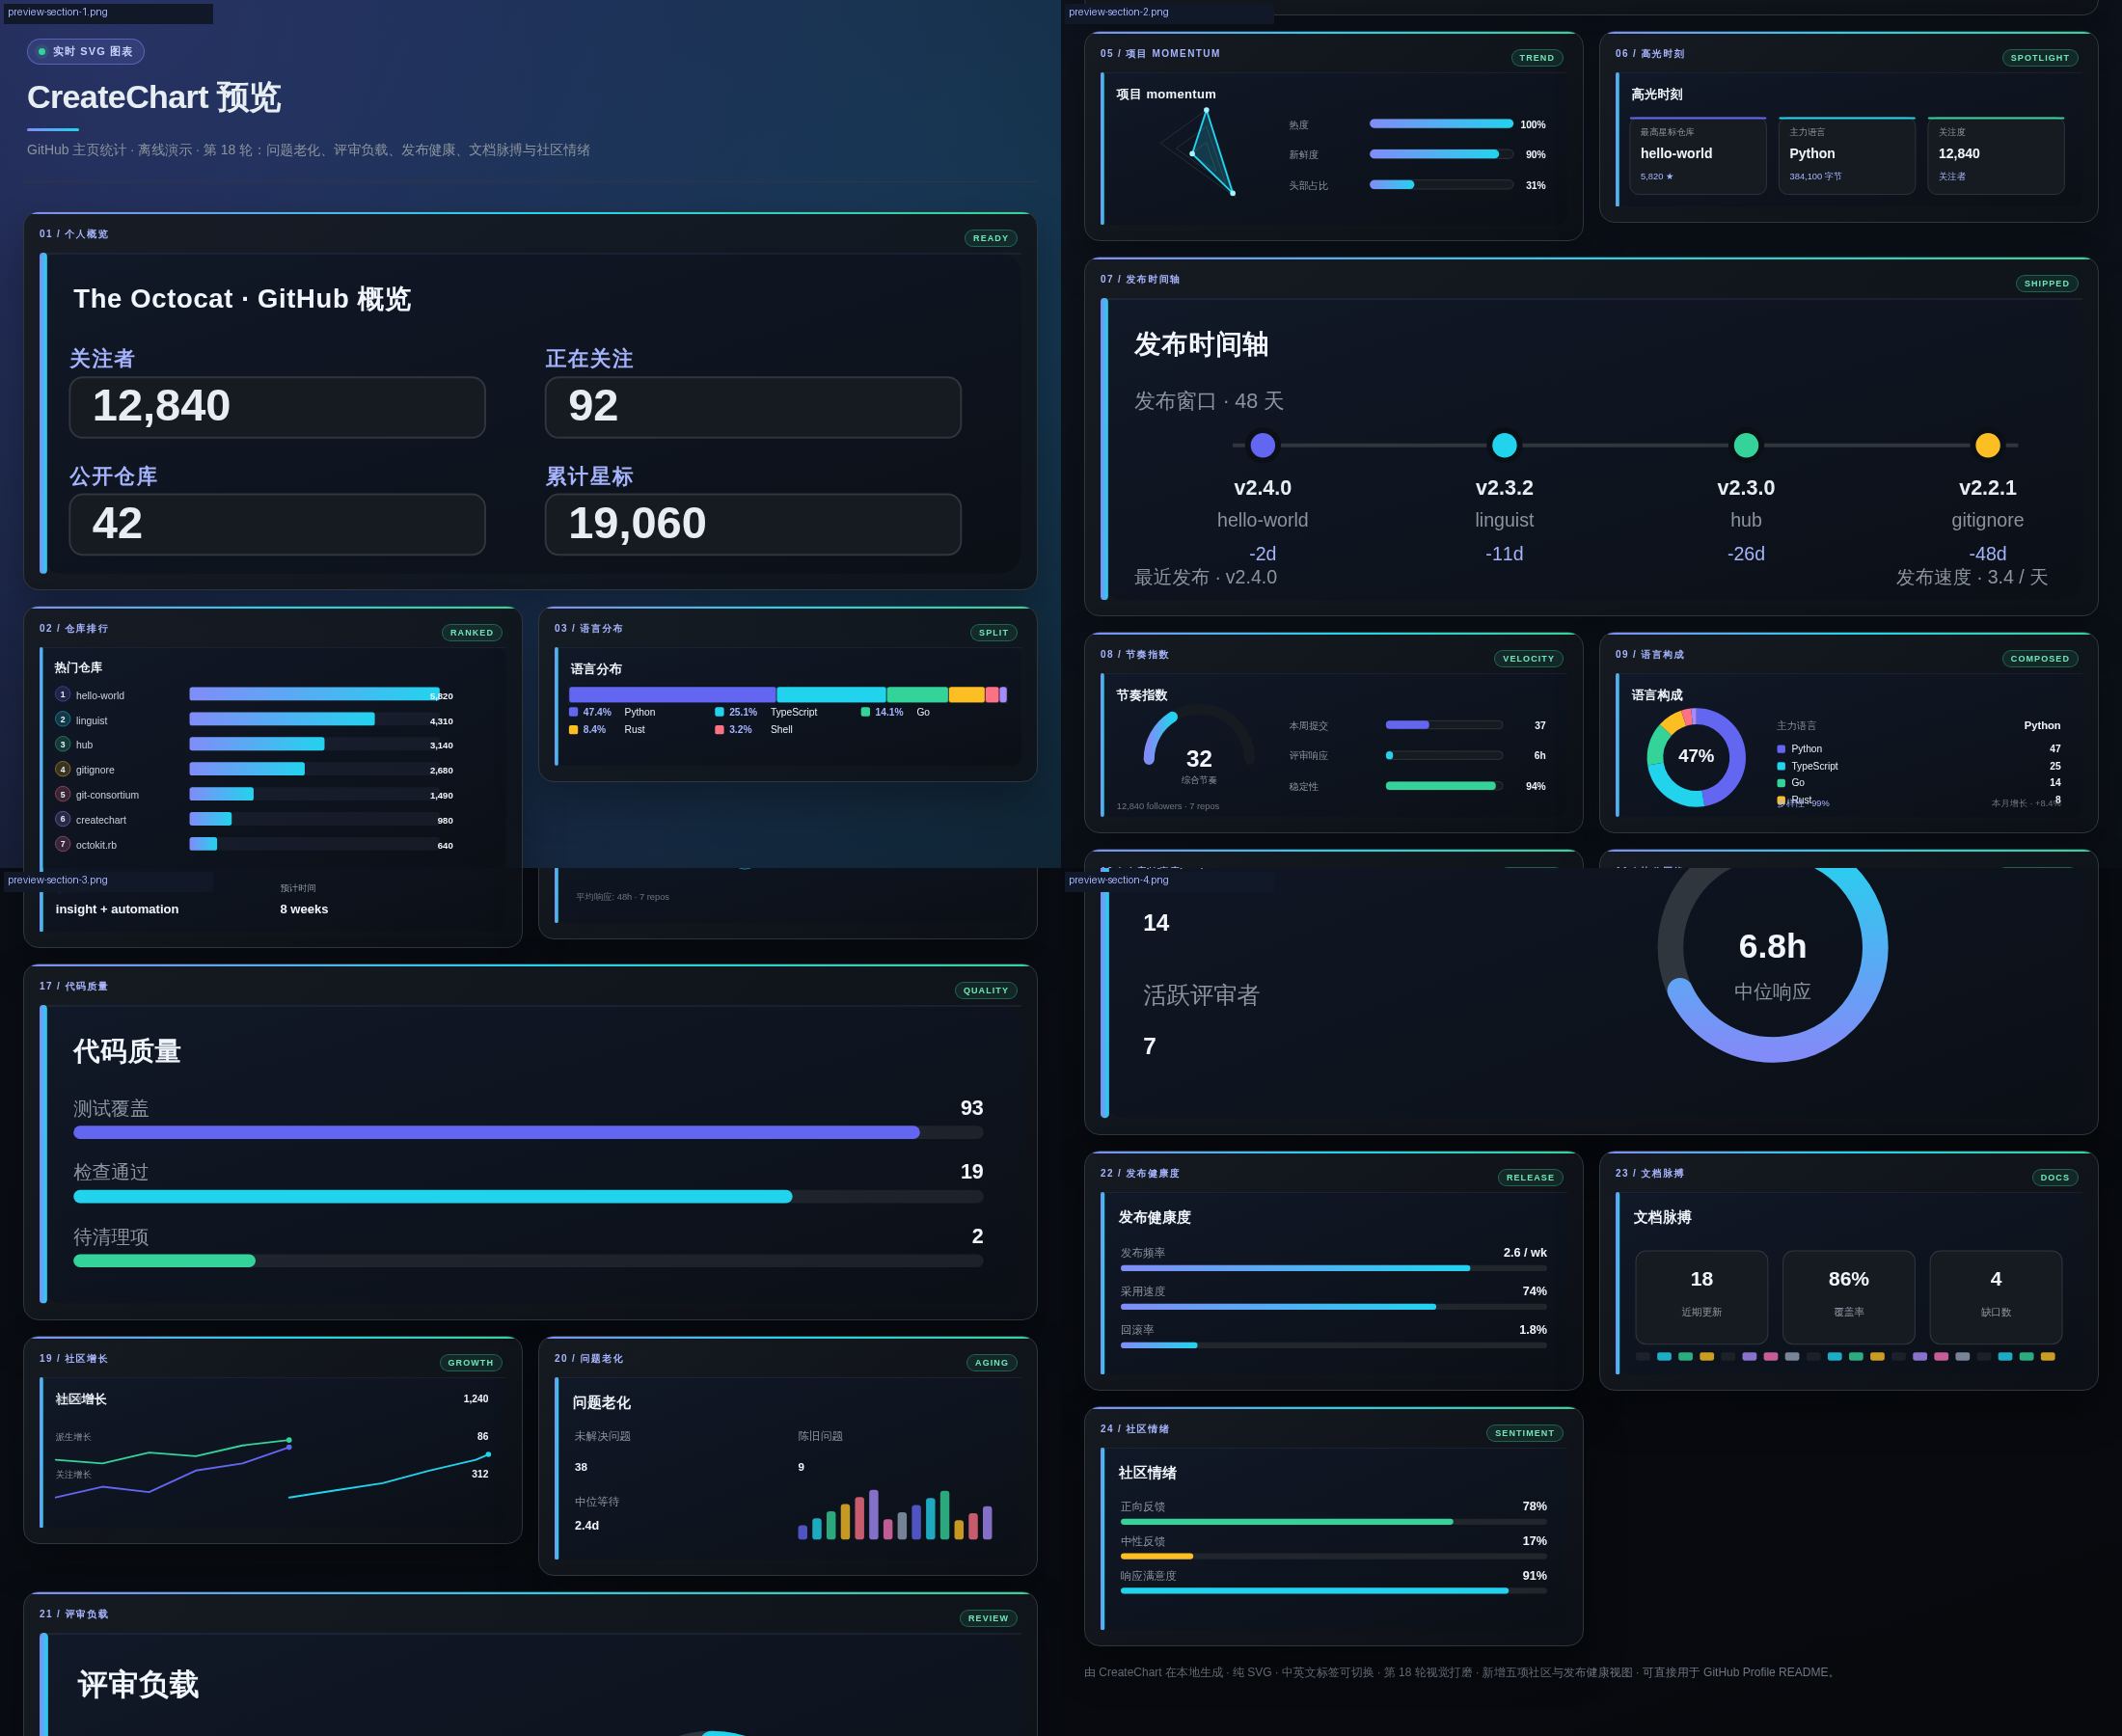 preview-section-1.png
实时 SVG 图表
CreateChart 预览
GitHub 主页统计 · 离线演示 · 第 18 轮：问题老化、评审负载、发布健康、文档脉搏与社区情绪
01 / 个人概览
READY
The Octocat · GitHub 概览
关注者
正在关注
12,840
92
公开仓库
累计星标
42
19,060
02 / 仓库排行
RANKED
热门仓库
1 hello-world 5,820
2 linguist 4,310
3 hub 3,140
4 gitignore 2,680
5 git-consortium 1,490
6 createchart 980
7 octokit.rb 640
03 / 语言分布
SPLIT
语言分布
47.4% Python 25.1% TypeScript 14.1% Go
8.4% Rust 3.2% Shell
preview-section-2.png
05 / 项目 MOMENTUM
TREND
项目 momentum
热度 100%
新鲜度 90%
头部占比 31%
06 / 高光时刻
SPOTLIGHT
高光时刻
最高星标仓库
hello-world
5,820 ★
主力语言
Python
384,100 字节
关注度
12,840
关注者
07 / 发布时间轴
SHIPPED
发布时间轴
发布窗口 · 48 天
v2.4.0 v2.3.2 v2.3.0 v2.2.1
hello-world linguist hub gitignore
-2d -11d -26d -48d
最近发布 · v2.4.0
发布速度 · 3.4 / 天
08 / 节奏指数
VELOCITY
节奏指数
32
综合节奏
本周提交 37
评审响应 6h
稳定性 94%
12,840 followers · 7 repos
09 / 语言构成
COMPOSED
语言构成
47%
主力语言 Python
Python 47
TypeScript 25
Go 14
Rust 8
本月增长 · +8.4%
preview-section-3.png
预计时间
insight + automation 8 weeks
平均响应: 48h · 7 repos
17 / 代码质量
QUALITY
代码质量
测试覆盖 93
检查通过 19
待清理项 2
19 / 社区增长
GROWTH
社区增长
1,240
派生增长 86
关注增长 312
20 / 问题老化
AGING
问题老化
未解决问题
陈旧问题
38
9
中位等待
2.4d
21 / 评审负载
REVIEW
评审负载
preview-section-4.png
14
活跃评审者
7
6.8h
中位响应
22 / 发布健康度
RELEASE
发布健康度
发布频率 2.6 / wk
采用速度 74%
回滚率 1.8%
23 / 文档脉搏
DOCS
文档脉搏
18 86% 4
近期更新 覆盖率 缺口数
24 / 社区情绪
SENTIMENT
社区情绪
正向反馈 78%
中性反馈 17%
响应满意度 91%
由 CreateChart 在本地生成 · 纯 SVG · 中英文标签可切换 · 第 18 轮视觉打磨 · 新增五项社区与发布健康视图 · 可直接用于 GitHub Profile README。